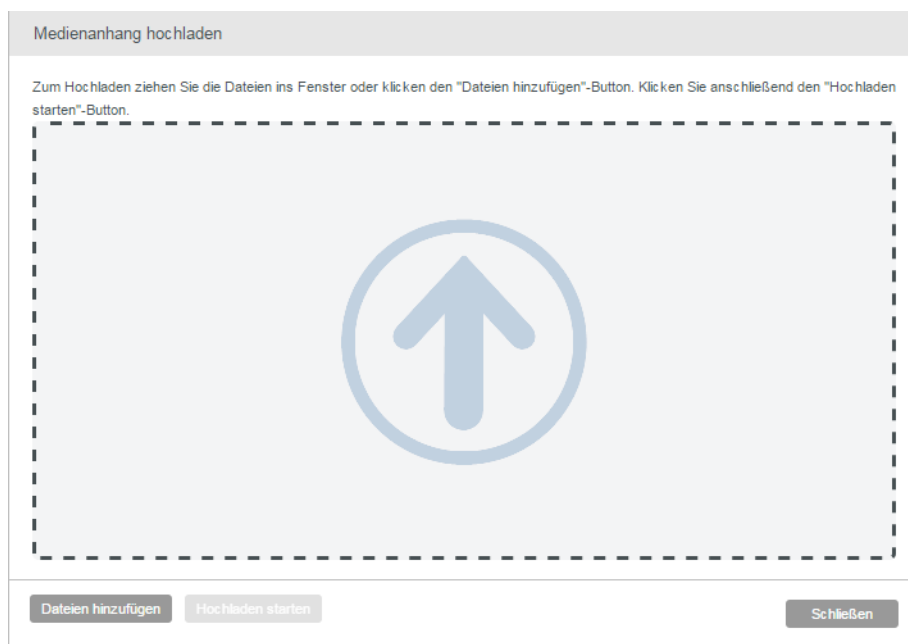 Medienanhang hochladen
Zum Hochladen ziehen Sie die Dateien ins Fenster oder klicken den "Dateien hinzufügen"-Button. Klicken Sie anschließend den "Hochladen
starten"-Button.
Dateien hinzufügen
Hochladen starten
Schließen